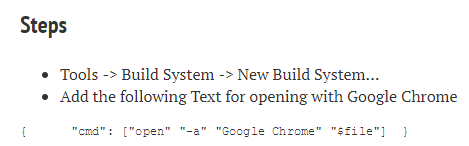 Steps
Tools -> Build System -> New Build System...
Add the following Text for opening with Google Chrome
{ "cmd": ["open" "-a" "Google Chrome" "$file"] }